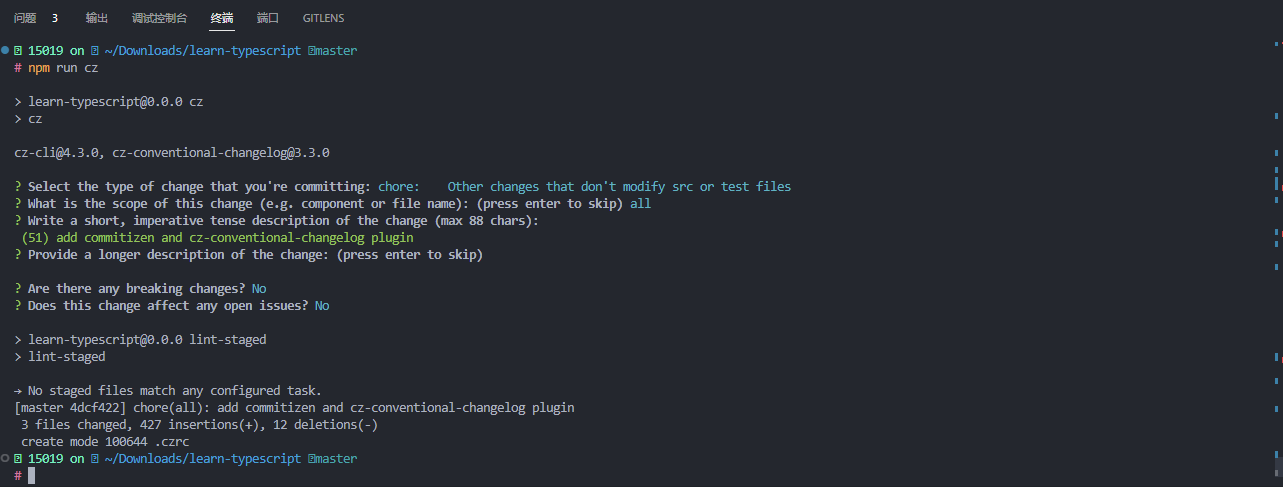 问题 3 输出 调试控制台 终端 端口 GITLENS
15019 on ~/Downloads/learn-typescript master
# npm run cz
> learn-typescript@0.0.0 cz
> cz
cz-cli@4.3.0, cz-conventional-changelog@3.3.0
? Select the type of change that you're committing: chore:    Other changes that don't modify src or test files
? What is the scope of this change (e.g. component or file name): (press enter to skip) all
? Write a short, imperative tense description of the change (max 88 chars):
(51) add commitizen and cz-conventional-changelog plugin
? Provide a longer description of the change: (press enter to skip)
? Are there any breaking changes? No
? Does this change affect any open issues? No
> learn-typescript@0.0.0 lint-staged
> lint-staged
→ No staged files match any configured task.
[master 4dcf422] chore(all): add commitizen and cz-conventional-changelog plugin
3 files changed, 427 insertions(+), 12 deletions(-)
create mode 100644 .czrc
15019 on ~/Downloads/learn-typescript master
#